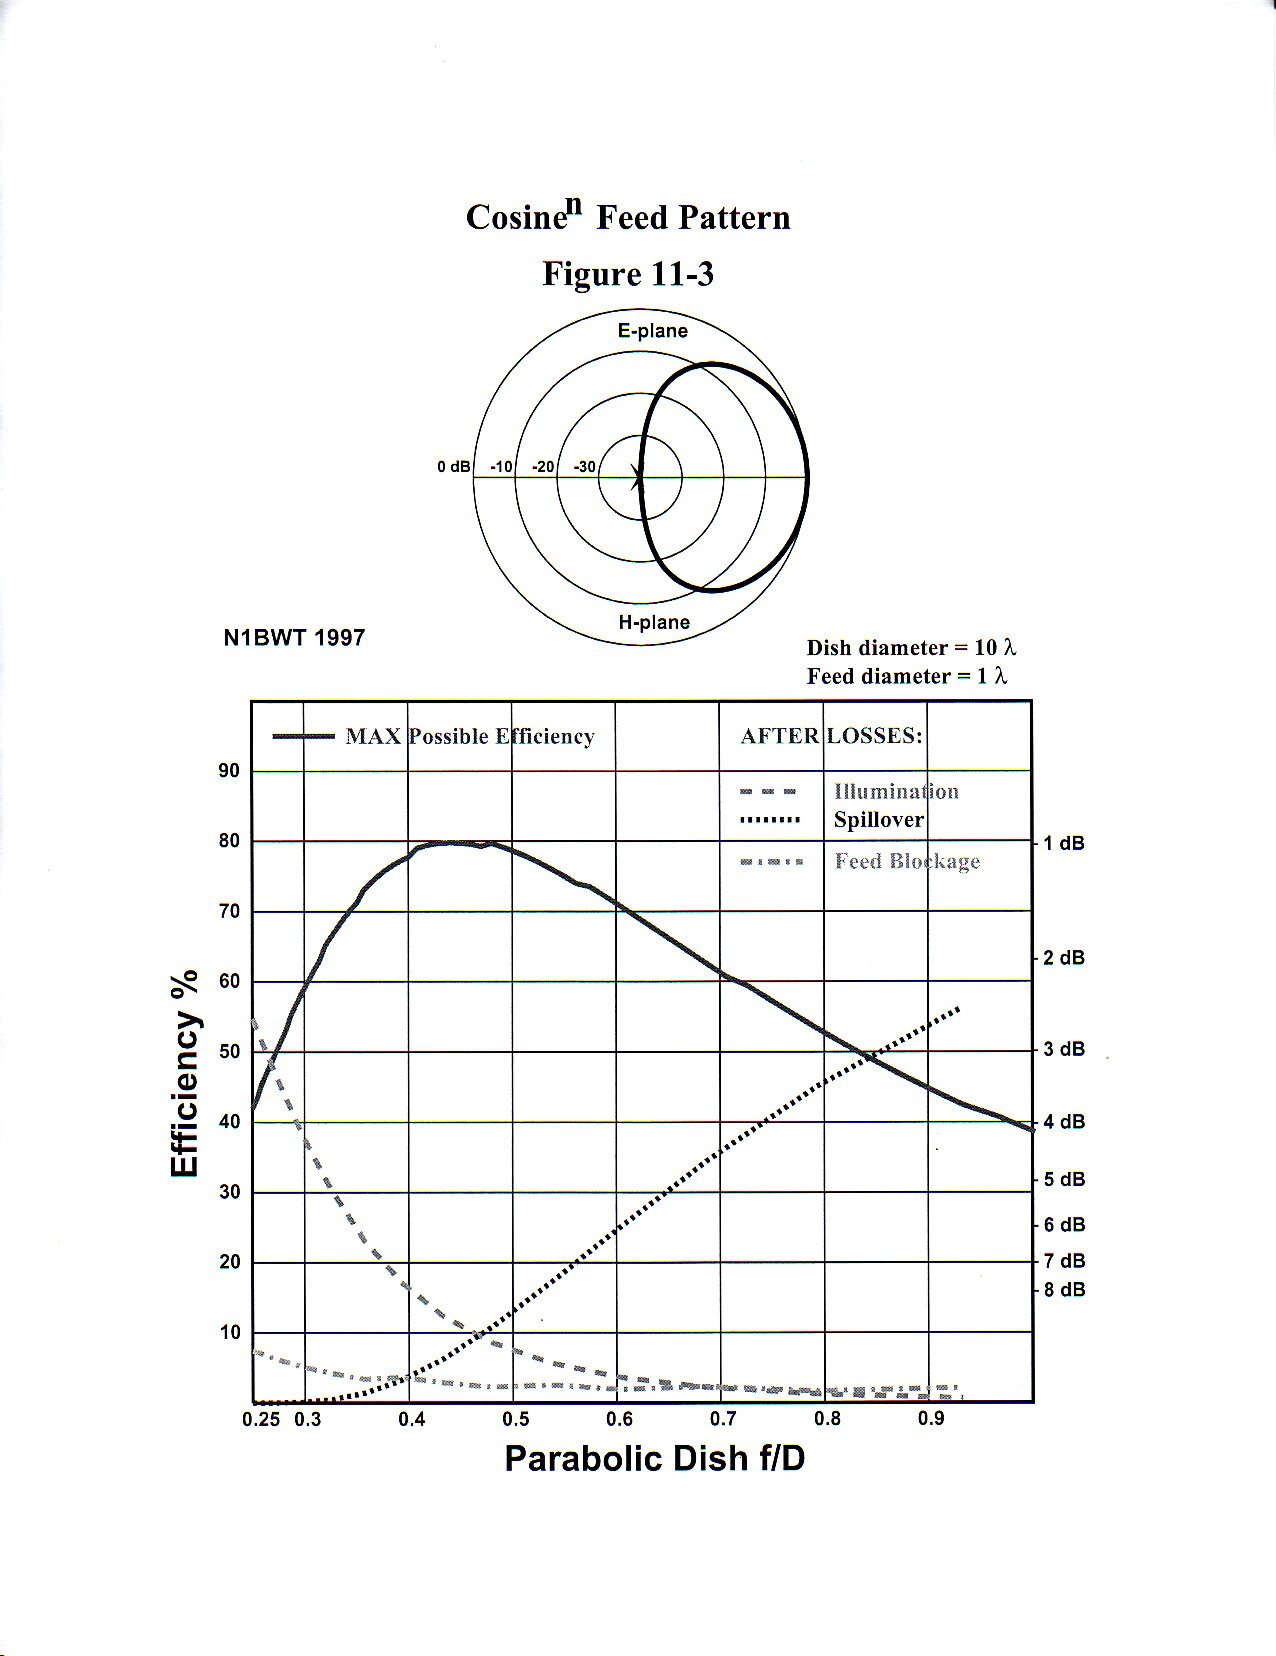 Cosineⁿ Feed Pattern
Figure 11-3
E-plane
0 dB -10 -20 -30
H-plane
N1BWT 1997
Dish diameter = 10 λ
Feed diameter = 1 λ
MAX Possible Efficiency
AFTER LOSSES:
Illumination
Spillover
Feed Blockage
90
80
70
60
50
40
30
20
10
Efficiency %
1 dB
2 dB
3 dB
4 dB
5 dB
6 dB
7 dB
8 dB
0.25 0.3 0.4 0.5 0.6 0.7 0.8 0.9
Parabolic Dish f/D